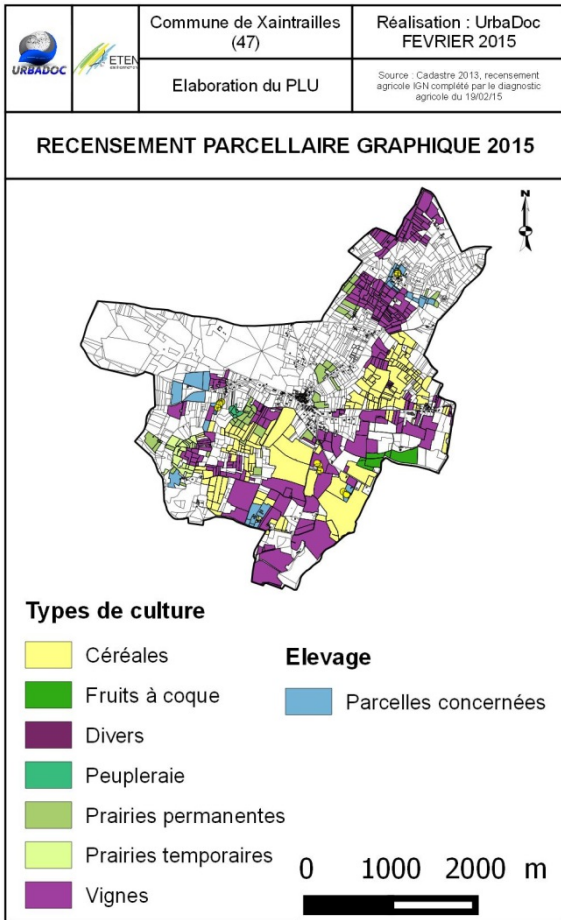 URBADOC
ETEN
Commune de Xaintrailles
(47)
Elaboration du PLU
Réalisation : UrbaDoc
FEVRIER 2015
Source : Cadastre 2013, recensement
agricole IGN complété par le diagnostic
agricole du 19/02/15
RECENSEMENT PARCELLAIRE GRAPHIQUE 2015
N
Types de culture
Céréales
Fruits à coque
Divers
Peupleraie
Prairies permanentes
Prairies temporaires
Vignes
Elevage
Parcelles concernées
0 1000 2000 m